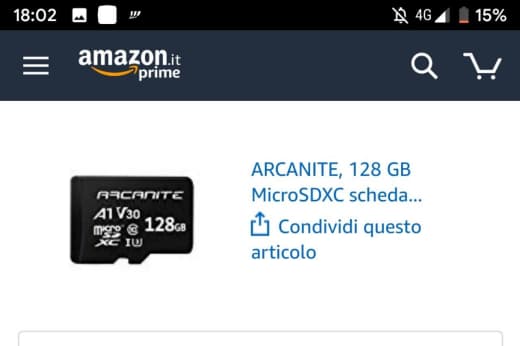 18:02
4G
15%
amazon.it
prime
ARCANITE
A1 V30
micro SD XC
128GB
ARCANITE, 128 GB
MicroSDXC scheda...
Condividi questo
articolo